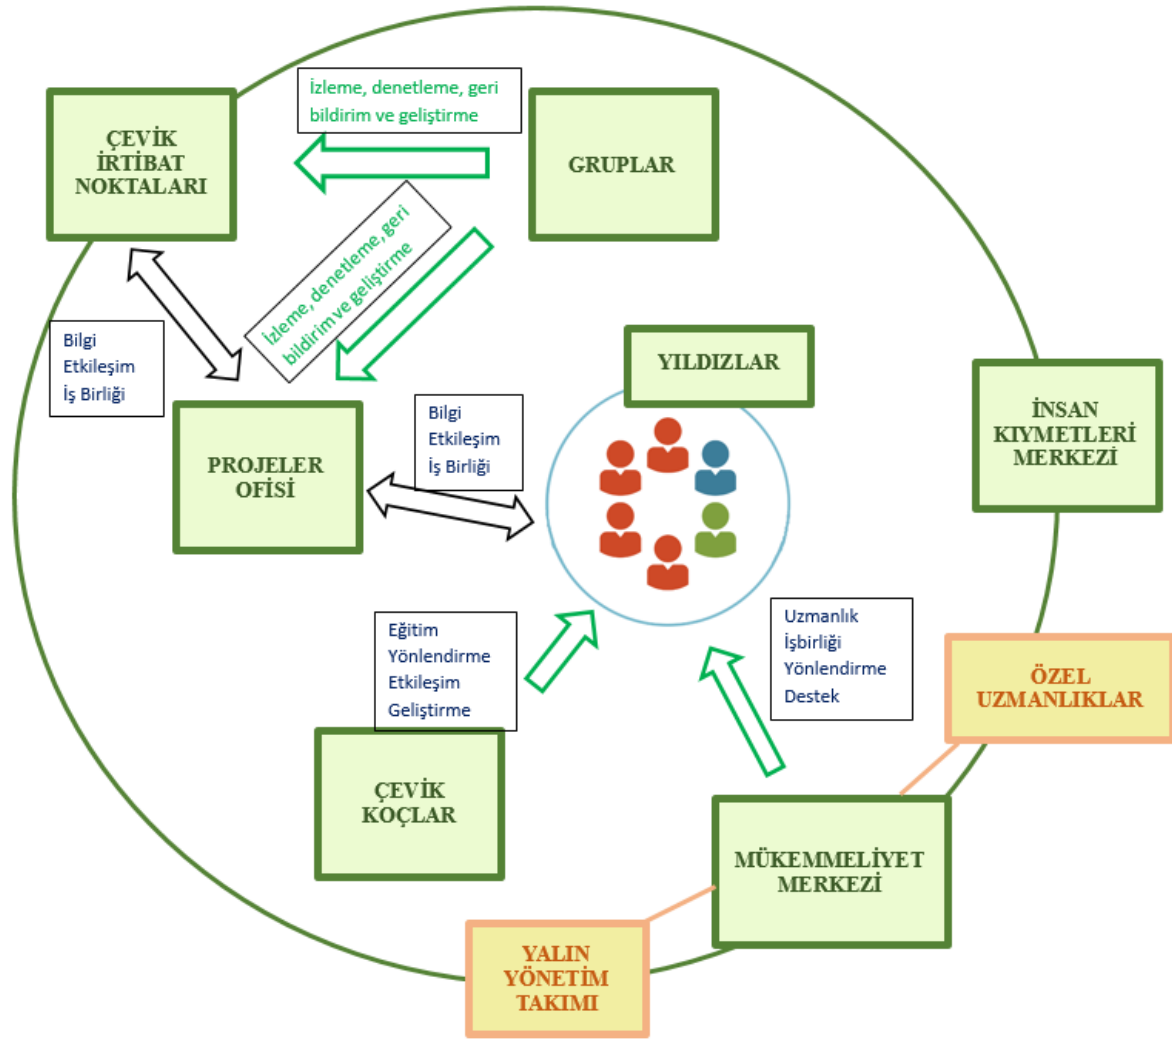 İzleme, denetleme, geri
bildirim ve geliştirme
ÇEVİK
İRTİBAT
NOKTALARI
GRUPLAR
İzleme, denetleme, geri
bildirim ve geliştirme
Bilgi
Etkileşim
İş Birliği
YILDIZLAR
PROJELER
OFİSİ
Bilgi
Etkileşim
İş Birliği
İNSAN
KIYMETLERİ
MERKEZİ
Eğitim
Yönlendirme
Etkileşim
Geliştirme
Uzmanlık
İşbirliği
Yönlendirme
Destek
ÖZEL
UZMANLIKLAR
ÇEVİK
KOÇLAR
MÜKEMMELİYET
MERKEZİ
YALIN
YÖNETİM
TAKIMI